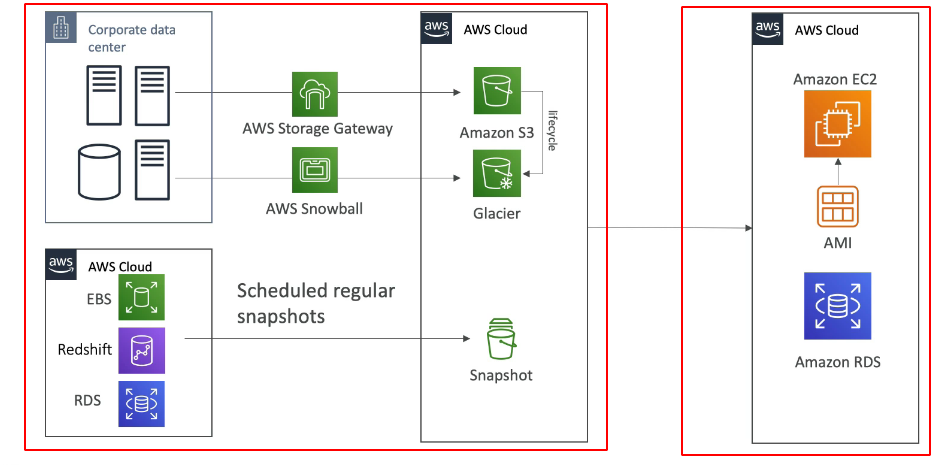 Corporate data
center
AWS Storage Gateway
AWS Snowball
aws
AWS Cloud
Amazon S3
lifecycle
Glacier
aws
AWS Cloud
EBS
Redshift
RDS
Scheduled regular
snapshots
Snapshot
aws
AWS Cloud
Amazon EC2
AMI
Amazon RDS